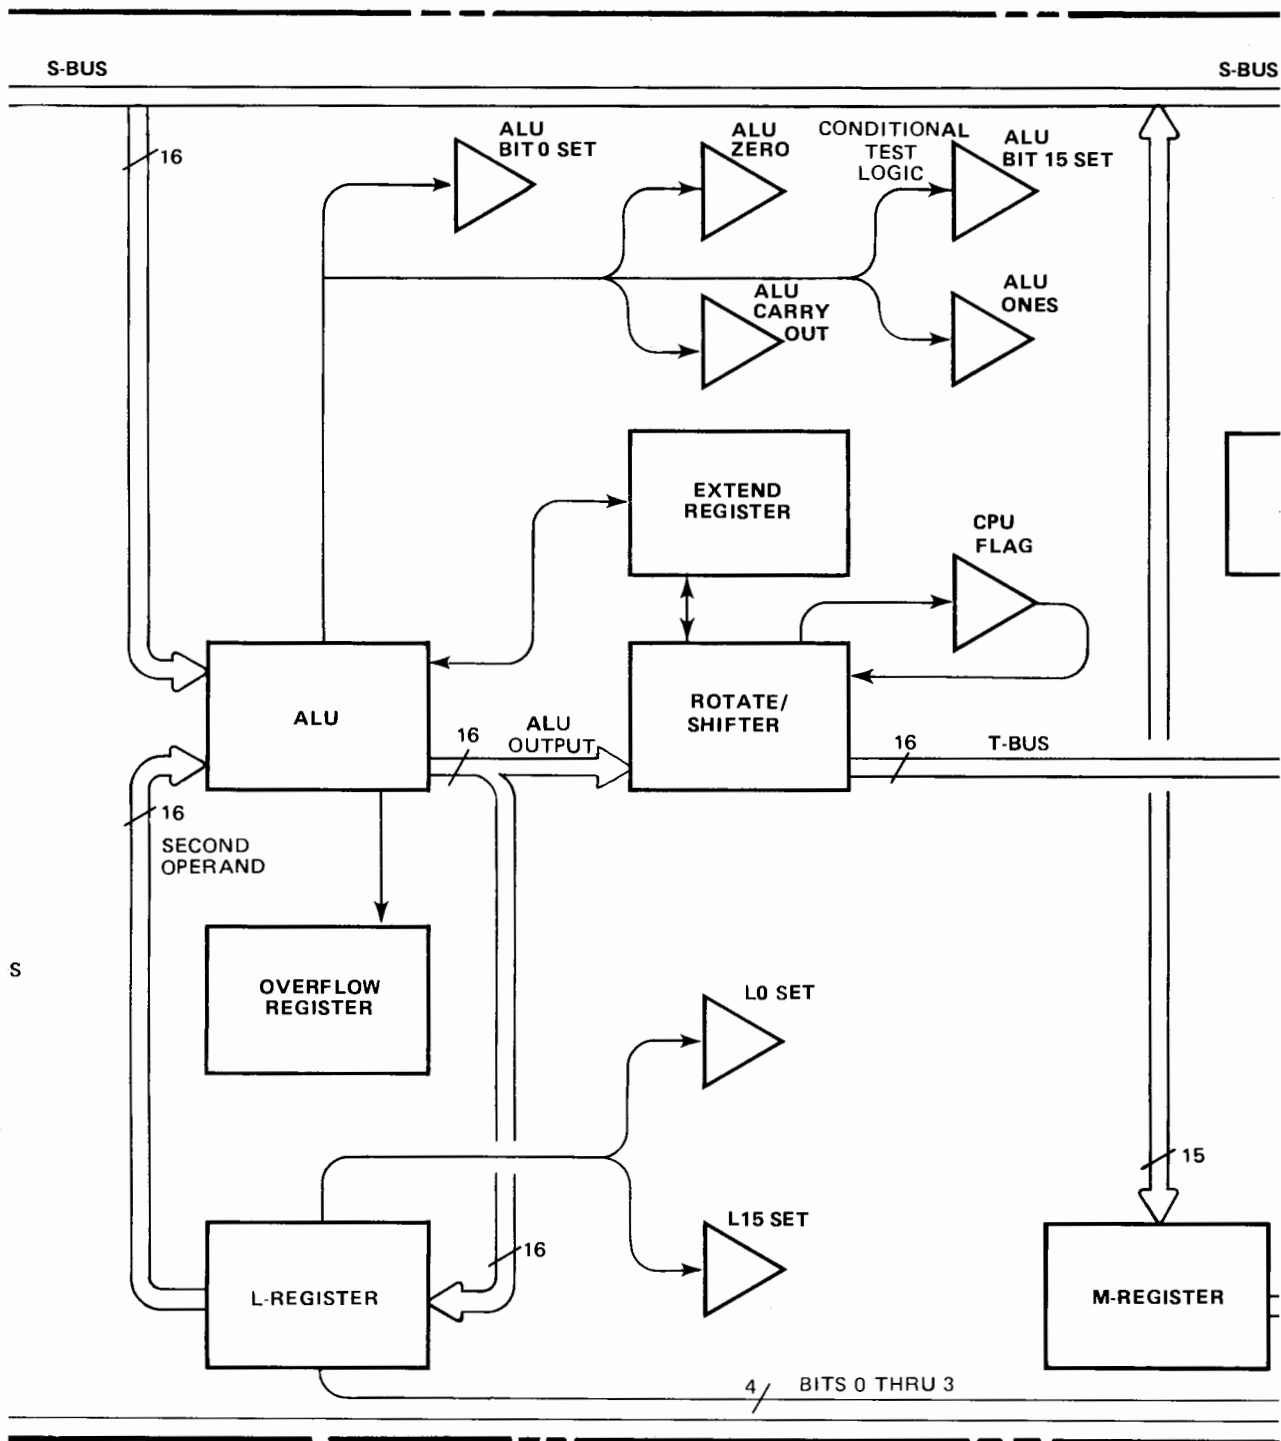 S-BUS
S-BUS
16
ALU
BIT 0 SET
ALU
ZERO
CONDITIONAL
TEST
LOGIC
ALU
BIT 15 SET
ALU
CARRY
OUT
ALU
ONES
EXTEND
REGISTER
CPU
FLAG
ALU
ROTATE/
SHIFTER
16
ALU
OUTPUT
16
T-BUS
16
SECOND
OPERAND
S
OVERFLOW
REGISTER
L0 SET
15
L15 SET
16
L-REGISTER
M-REGISTER
4
BITS 0 THRU 3